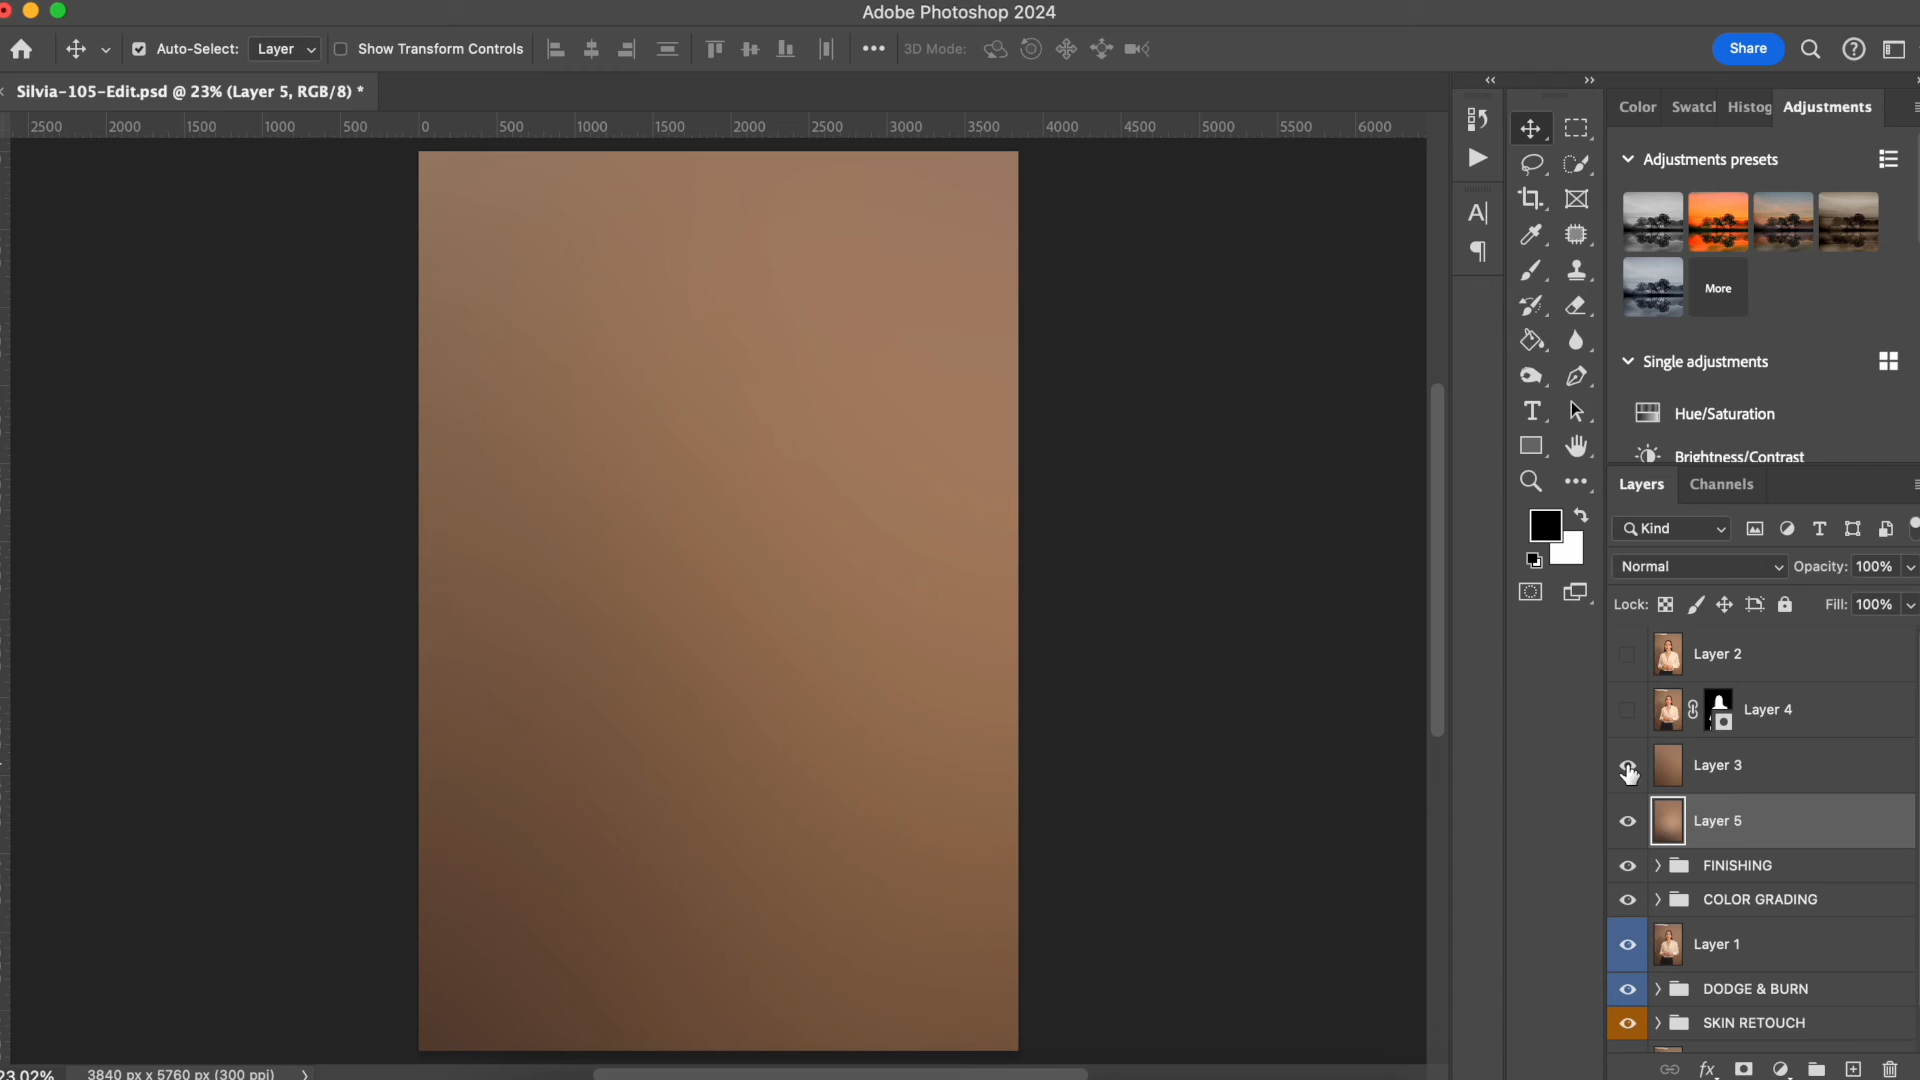 Adobe Photoshop 2024
Auto-Select: Layer Show Transform Controls 3D Mode: Share
Silvia-105-Edit.psd @ 23% (Layer 5, RGB/8) *
2500 2000 1500 1000 500 0 500 1000 1500 2000 2500 3000 3500 4000 4500 5000 5500 6000
Color Swatcl Histog Adjustments
Adjustments presets
More
Single adjustments
Hue/Saturation
Brightness/Contrast
Layers Channels
Kind
Normal Opacity: 100%
Lock: Fill: 100%
Layer 2
Layer 4
Layer 3
Layer 5
FINISHING
COLOR GRADING
Layer 1
DODGE & BURN
SKIN RETOUCH
23.02% 3840 px x 5760 px (300 ppi)